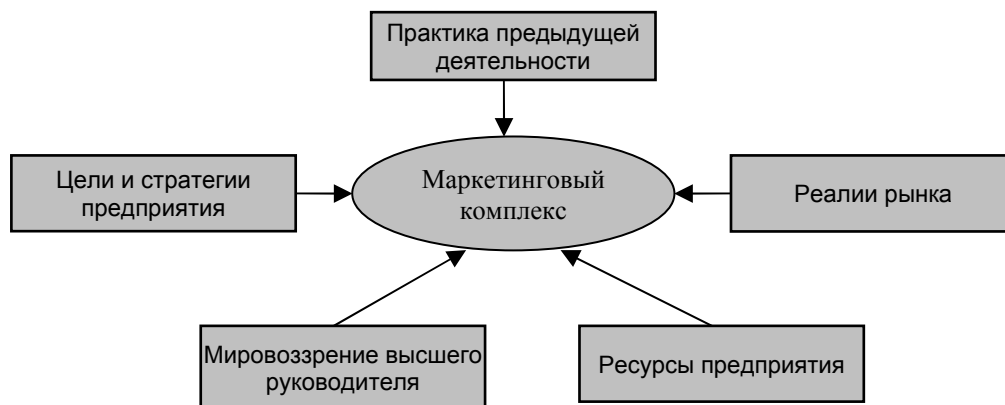 Практика предыдущей
деятельности
Цели и стратегии
предприятия
Маркетинговый
комплекс
Реалии рынка
Мировоззрение высшего
руководителя
Ресурсы предприятия